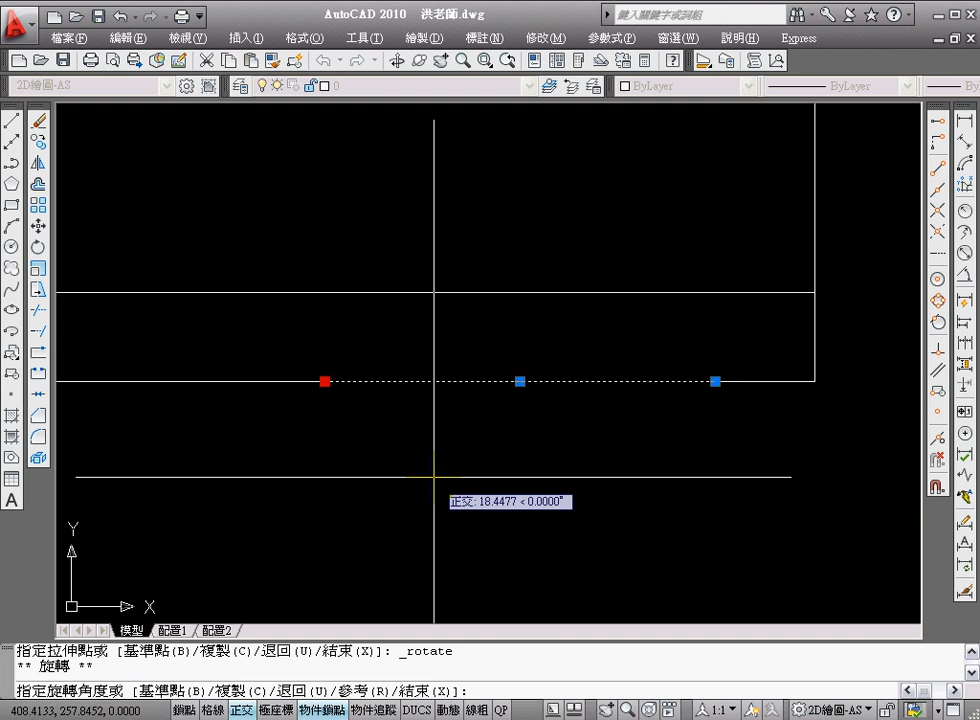 AutoCAD 2010 洪老師.dwg
鍵入關鍵字或詞組
檔案(F) 編輯(E) 檢視(V) 插入(I) 格式(O) 工具(T) 繪製(D) 標註(N) 修改(M) 參數式(P) 窗選(W) 說明(H) Express
2D繪圖-AS 0 ByLayer ByLayer ByLayer
正交: 18.4477 < 0.0000°
Y
X
模型 配置1 配置2
指定拉伸點或 [基準點(B)/複製(C)/退回(U)/結束(X)]: _rotate
** 旋轉 **
指定旋轉角度或 [基準點(B)/複製(C)/退回(U)/參考(R)/結束(X)]:
408.4133, 257.8452, 0.0000 鎖點 格線 正交 極座標 物件鎖點 物件追蹤 DUCS 動態 線粗 QP 1:1 2D繪圖-AS